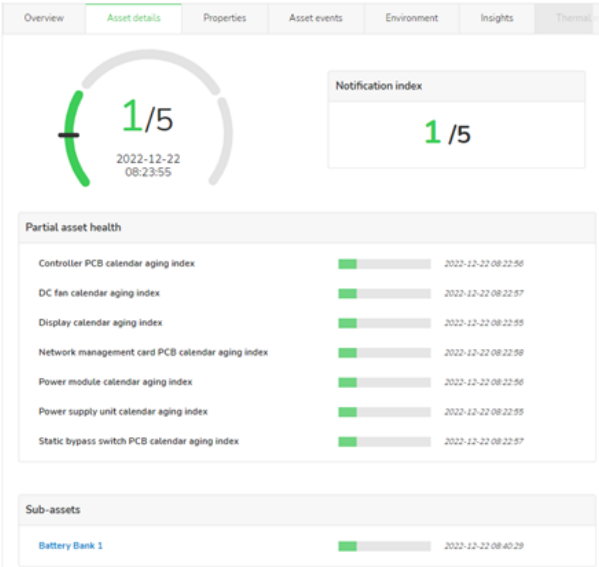 Overview Asset details Properties Asset events Environment Insights Thermal
1/5
2022-12-22
08:23:55
Notification index
1 /5
Partial asset health
Controller PCB calendar aging index 2022-12-22 08:22:56
DC fan calendar aging index 2022-12-22 08:22:57
Display calendar aging index 2022-12-22 08:22:55
Network management card PCB calendar aging index 2022-12-22 08:22:58
Power module calendar aging index 2022-12-22 08:22:56
Power supply unit calendar aging index 2022-12-22 08:22:55
Static bypass switch PCB calendar aging index 2022-12-22 08:22:57
Sub-assets
Battery Bank 1 2022-12-22 08:40:29